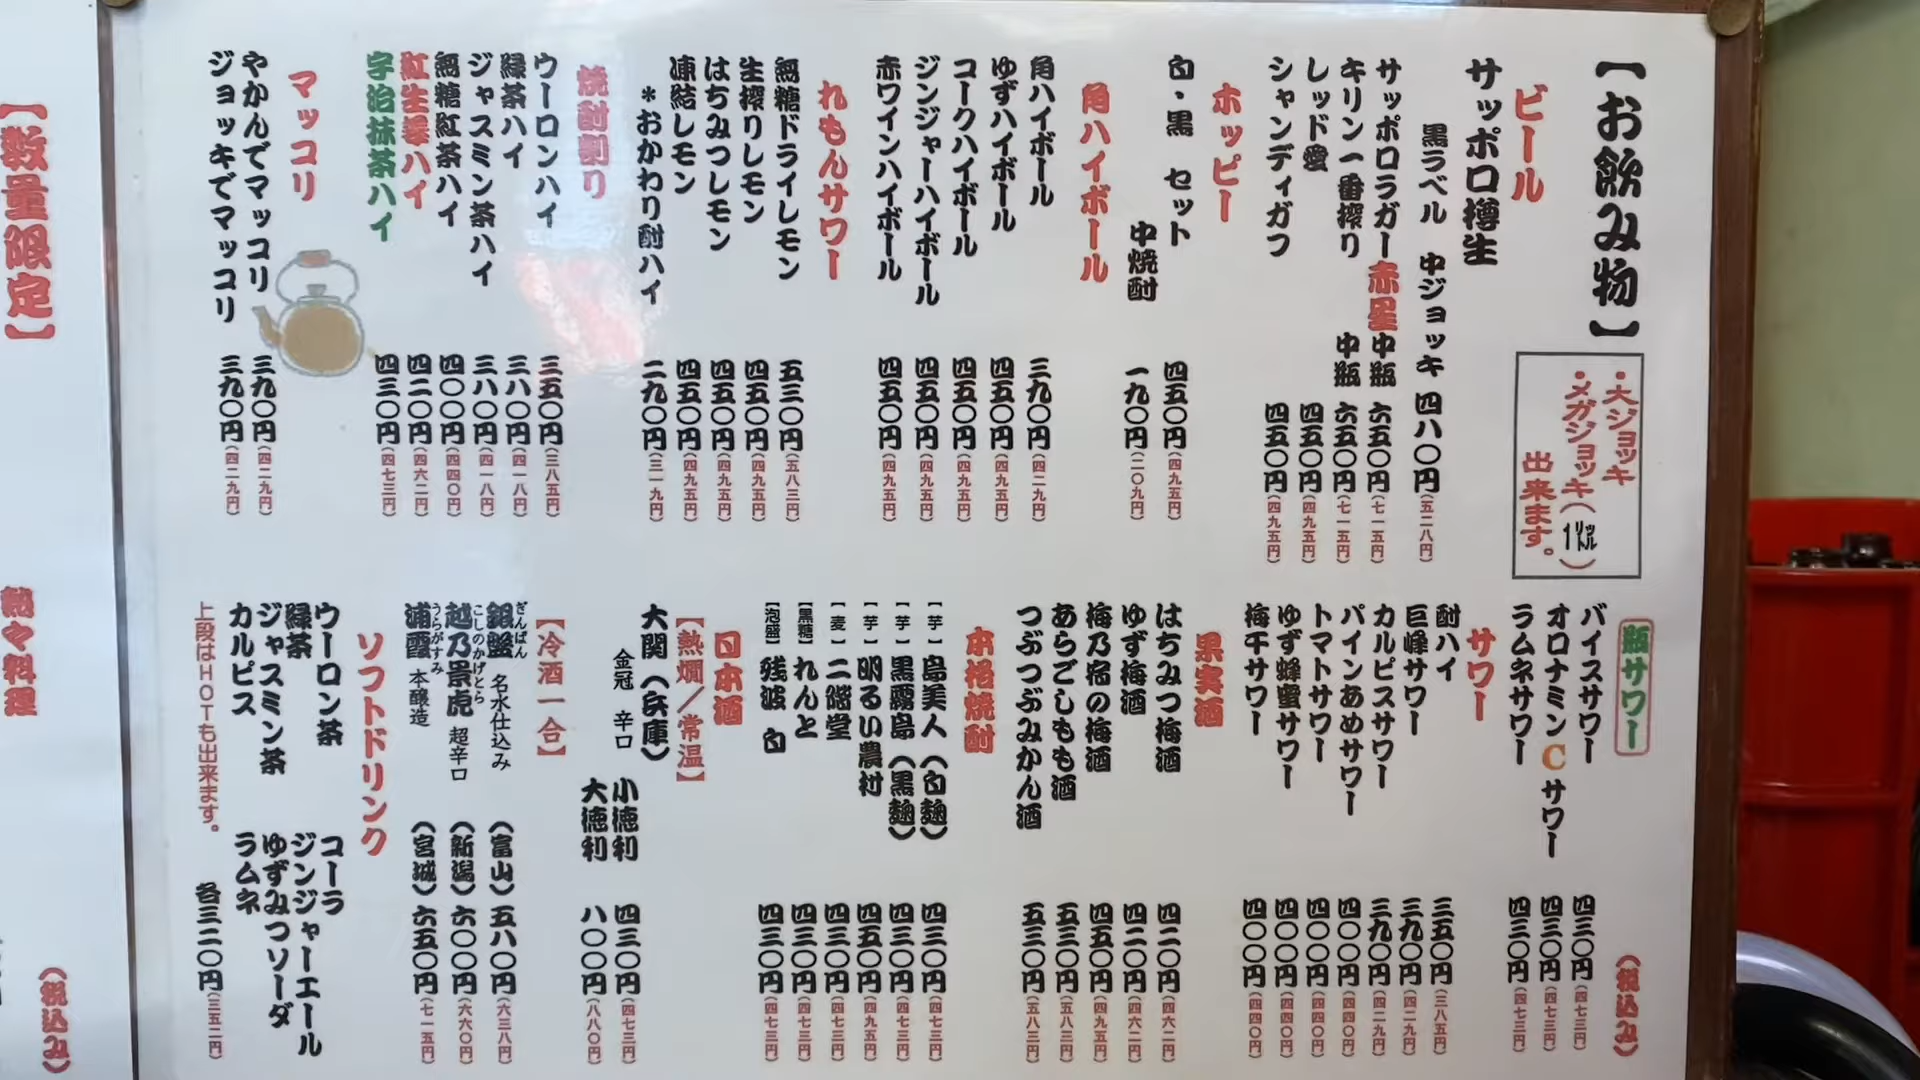 【お飲み物】
・大ジョッキ
・メガジョッキ(1リットル)
出来ます。
ビール
サッポロ樽生
黒ラベル 中ジョッキ 四八〇円(五二八円)
サッポロラガー赤星 中瓶 六五〇円(七一五円)
キリン一番搾り 中瓶 六五〇円(七一五円)
レッド愛 四五〇円(四九五円)
シャンディガフ 四五〇円(四九五円)
ホッピー
白・黒 セット 四五〇円(四九五円)
中焼酎 一九〇円(二〇九円)
角ハイボール
角ハイボール 三九〇円(四二九円)
ゆずハイボール 四五〇円(四九五円)
コークハイボール 四五〇円(四九五円)
ジンジャーハイボール 四五〇円(四九五円)
赤ワインハイボール 四五〇円(四九五円)
れもんサワー
無糖ドライレモン 五三〇円(五八三円)
生搾りレモン 四五〇円(四九五円)
はちみつレモン 四五〇円(四九五円)
凍結レモン 四五〇円(四九五円)
*おかわり酎ハイ 二九〇円(三一九円)
焼酎割り
ウーロンハイ 三五〇円(三八五円)
緑茶ハイ 三八〇円(四一八円)
ジャスミン茶ハイ 三八〇円(四一八円)
無糖紅茶ハイ 四〇〇円(四四〇円)
紅生姜ハイ 四二〇円(四六二円)
宇治抹茶ハイ 四三〇円(四七三円)
マッコリ
やかんでマッコリ 三九〇円(四二九円)
ジョッキでマッコリ 三九〇円(四二九円)
瓶サワー
(税込み)
バイスサワー 四三〇円(四七三円)
オロナミンCサワー 四三〇円(四七三円)
ラムネサワー 四三〇円(四七三円)
サワー
酎ハイ 三五〇円(三八五円)
巨峰サワー 三九〇円(四二九円)
カルピスサワー 三九〇円(四二九円)
パインあめサワー 四〇〇円(四四〇円)
トマトサワー 四〇〇円(四四〇円)
ゆず蜂蜜サワー 四〇〇円(四四〇円)
梅干サワー 四〇〇円(四四〇円)
果実酒
はちみつ梅酒 四二〇円(四六二円)
ゆず梅酒 四二〇円(四六二円)
梅乃宿の梅酒 四五〇円(四九五円)
あらごしもも酒 五三〇円(五八三円)
つぶつぶみかん酒 五三〇円(五八三円)
本格焼酎
【芋】島美人(白麹) 四三〇円(四七三円)
【芋】黒霧島(黒麹) 四三〇円(四七三円)
【芋】明るい農村 四五〇円(四九五円)
【麦】二階堂 四三〇円(四七三円)
【黒糖】れんと 四三〇円(四七三円)
【泡盛】残波 白 四三〇円(四七三円)
日本酒
【熱燗/常温】
大関(兵庫)
金冠 辛口
小徳利 四三〇円(四七三円)
大徳利 八〇〇円(八八〇円)
【冷酒一合】
銀盤 名水仕込み (富山) 五八〇円(六三八円)
ぎんばん
越乃景虎 超辛口 (新潟) 六〇〇円(六六〇円)
こしのかげとら
浦霞 本醸造 (宮城) 六五〇円(七一五円)
うらがすみ
ソフトドリンク
ウーロン茶 コーラ
緑茶 ジンジャーエール
ジャスミン茶 ゆずみつソーダ
カルピス ラムネ
上段はHOTも出来ます。 各三二〇円(三五二円)
【数量限定】
熱々料理
(税込み)